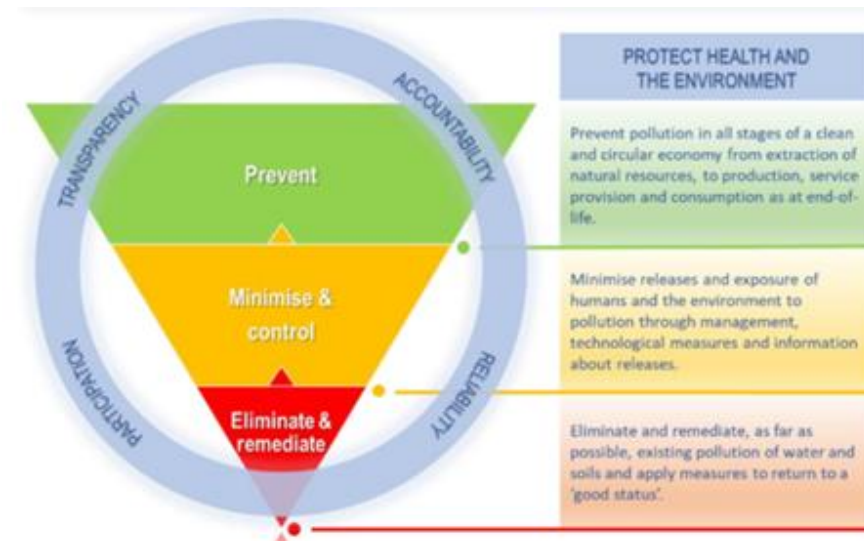 TRANSPARENCY
ACCOUNTABILITY
PARTICIPATION
RELIABILITY
Prevent
Minimise &
control
Eliminate &
remediate
PROTECT HEALTH AND
THE ENVIRONMENT
Prevent pollution in all stages of a clean
and circular economy from extraction of
natural resources, to production, service
provision and consumption as at end-of-
life.
Minimise releases and exposure of
humans and the environment to
pollution through management,
technological measures and information
about releases.
Eliminate and remediate, as far as
possible, existing pollution of water and
soils and apply measures to return to a
'good status'.